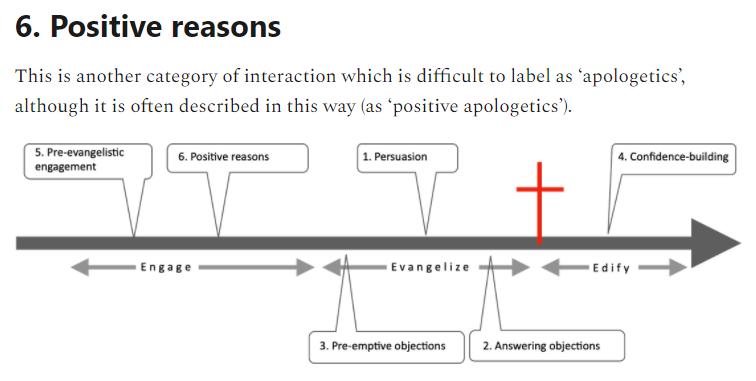 6. Positive reasons
This is another category of interaction which is difficult to label as ‘apologetics’,
although it is often described in this way (as ‘positive apologetics’).
5. Pre-evangelistic
engagement
6. Positive reasons
1. Persuasion
4. Confidence-building
Engage
Evangelize
Edify
3. Pre-emptive objections
2. Answering objections